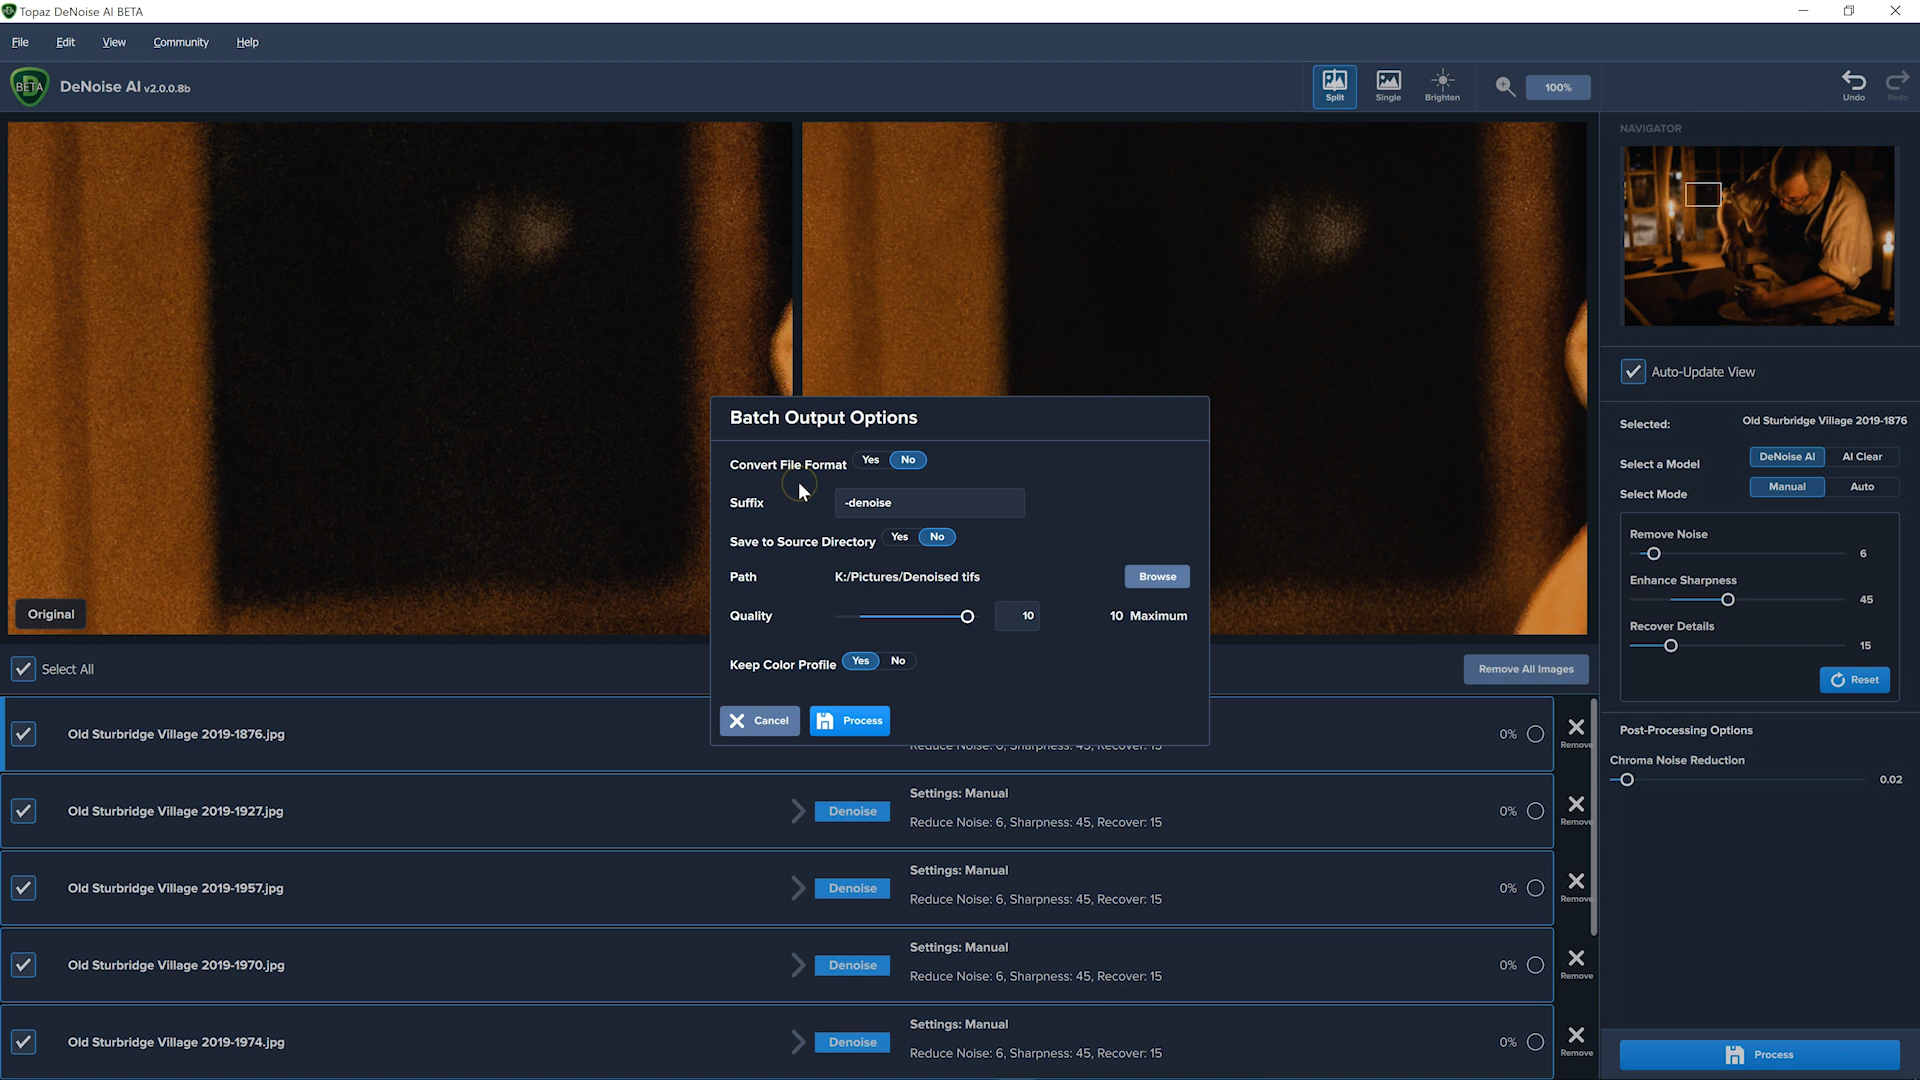 Topaz DeNoise AI BETA
File Edit View Community Help
BETA DeNoise AI v2.0.0.8b
Split Single Brighten 100% Undo Redo
NAVIGATOR
Auto-Update View
Selected: Old Sturbridge Village 2019-1876
Select a Model DeNoise AI AI Clear
Select Mode Manual Auto
Remove Noise
6
Enhance Sharpness
45
Recover Details
15
Reset
Post-Processing Options
Chroma Noise Reduction
0.02
Process
Original
Batch Output Options
Convert File Format Yes No
Suffix -denoise
Save to Source Directory Yes No
Path K:/Pictures/Denoised tifs Browse
Quality 10 10 Maximum
Keep Color Profile Yes No
Cancel Process
Select All Remove All Images
Old Sturbridge Village 2019-1876.jpg 0% Remove
Reduce Noise: 6, Sharpness: 45, Recover: 15
Settings: Manual
Old Sturbridge Village 2019-1927.jpg Denoise 0% Remove
Reduce Noise: 6, Sharpness: 45, Recover: 15
Settings: Manual
Old Sturbridge Village 2019-1957.jpg Denoise 0% Remove
Reduce Noise: 6, Sharpness: 45, Recover: 15
Settings: Manual
Old Sturbridge Village 2019-1970.jpg Denoise 0% Remove
Reduce Noise: 6, Sharpness: 45, Recover: 15
Settings: Manual
Old Sturbridge Village 2019-1974.jpg Denoise 0% Remove
Reduce Noise: 6, Sharpness: 45, Recover: 15